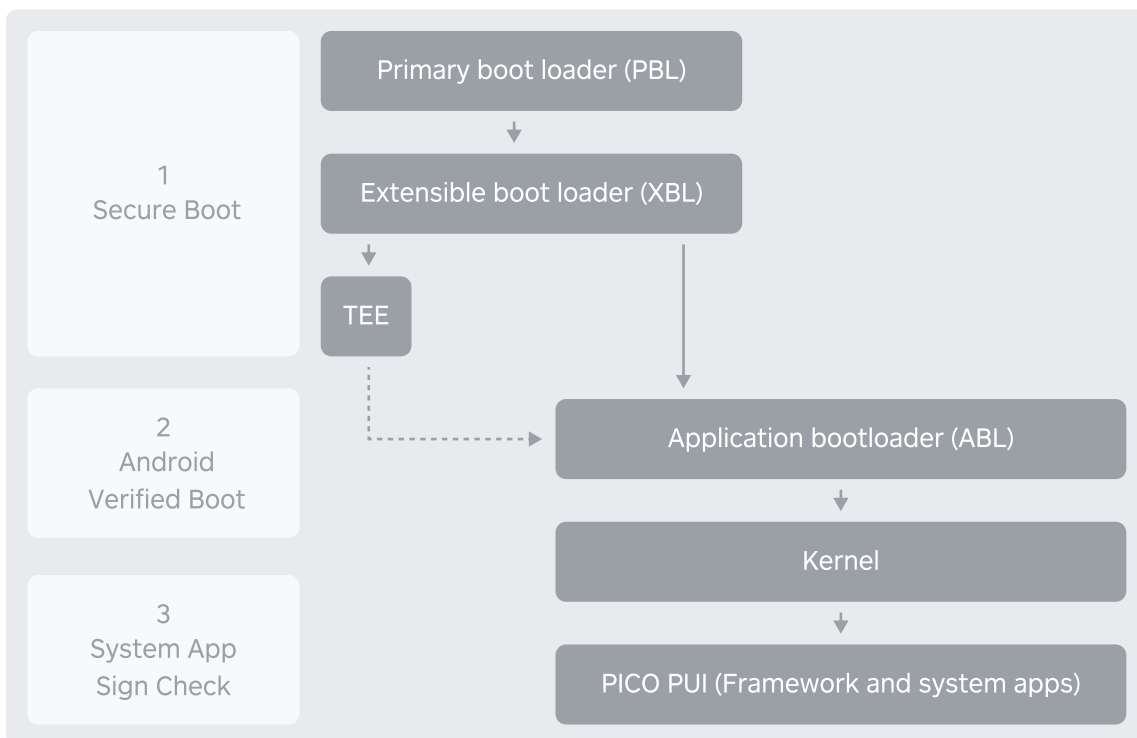 Primary boot loader (PBL)
1
Secure Boot
Extensible boot loader (XBL)
TEE
2
Android
Verified Boot
Application bootloader (ABL)
Kernel
3
System App
Sign Check
PICO PUI (Framework and system apps)